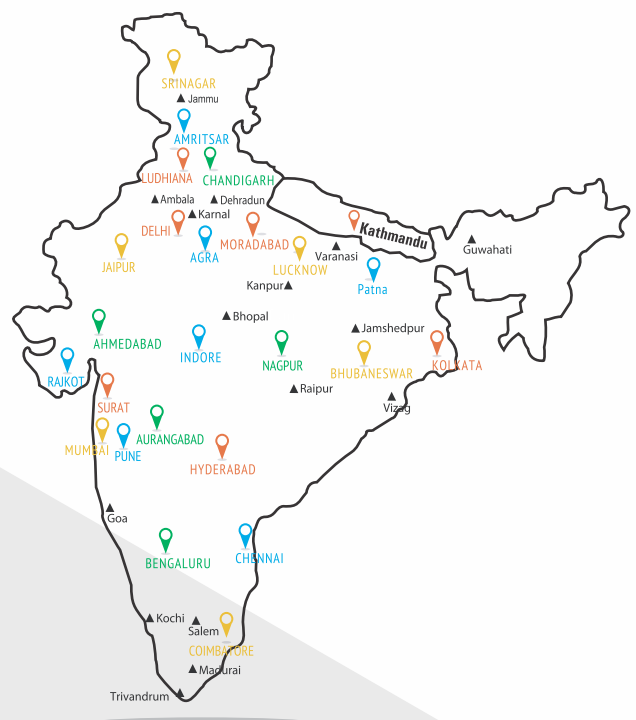 SRINAGAR
Jammu
AMRITSAR
LUDHIANA
CHANDIGARH
Ambala
Dehradun
Karnal
DELHI
MORADABAD
Kathmandu
AGRA
JAIPUR
LUCKNOW
Varanasi
Guwahati
Kanpur
Patna
Bhopal
Jamshedpur
AHMEDABAD
INDORE
NAGPUR
BHUBANESWAR
KOLKATA
RAJKOT
Raipur
SURAT
Vizag
MUMBAI
PUNE
AURANGABAD
HYDERABAD
Goa
BENGALURU
CHENNAI
Kochi
Salem
COIMBATORE
Madurai
Trivandrum